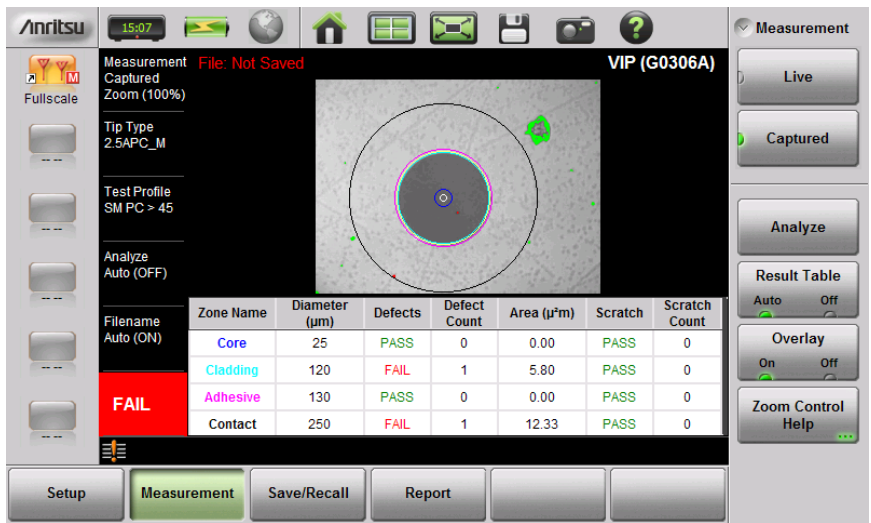 Anritsu
15:07
Measurement
Fullscale
-- --
-- --
-- --
-- --
-- --
Measurement
Captured
Zoom (100%)
File: Not Saved
VIP (G0306A)
Tip Type
2.5APC_M
Test Profile
SM PC > 45
Analyze
Auto (OFF)
Filename
Auto (ON)
FAIL
Zone Name Diameter (μm) Defects Defect Count Area (μ²m) Scratch Scratch Count
Core 25 PASS 0 0.00 PASS 0
Cladding 120 FAIL 1 5.80 PASS 0
Adhesive 130 PASS 0 0.00 PASS 0
Contact 250 FAIL 1 12.33 PASS 0
Live
Captured
Analyze
Result Table
Auto Off
Overlay
On Off
Zoom Control
Help
Setup Measurement Save/Recall Report